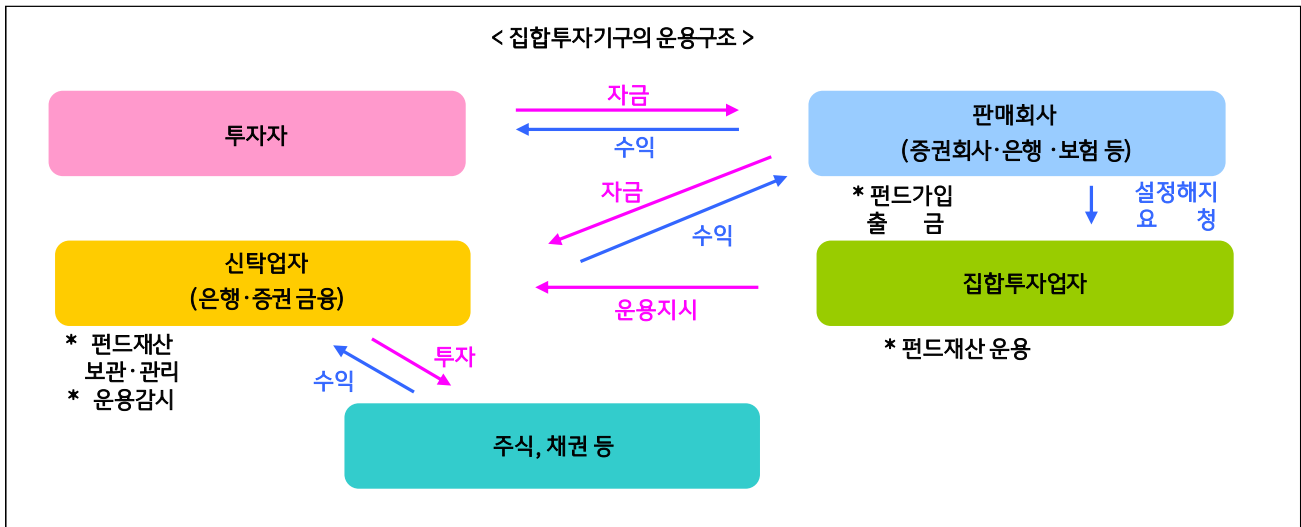 < 집합투자기구의 운용구조 >
투자자
자금
수익
판매회사
(증권회사·은행 ·보험 등)
자금
수익
* 펀드가입
출 금
설정해지
요 청
신탁업자
(은행·증권 금융)
운용지시
집합투자업자
* 펀드재산
보관·관리
* 운용감시
* 펀드재산 운용
투자
수익
주식, 채권 등